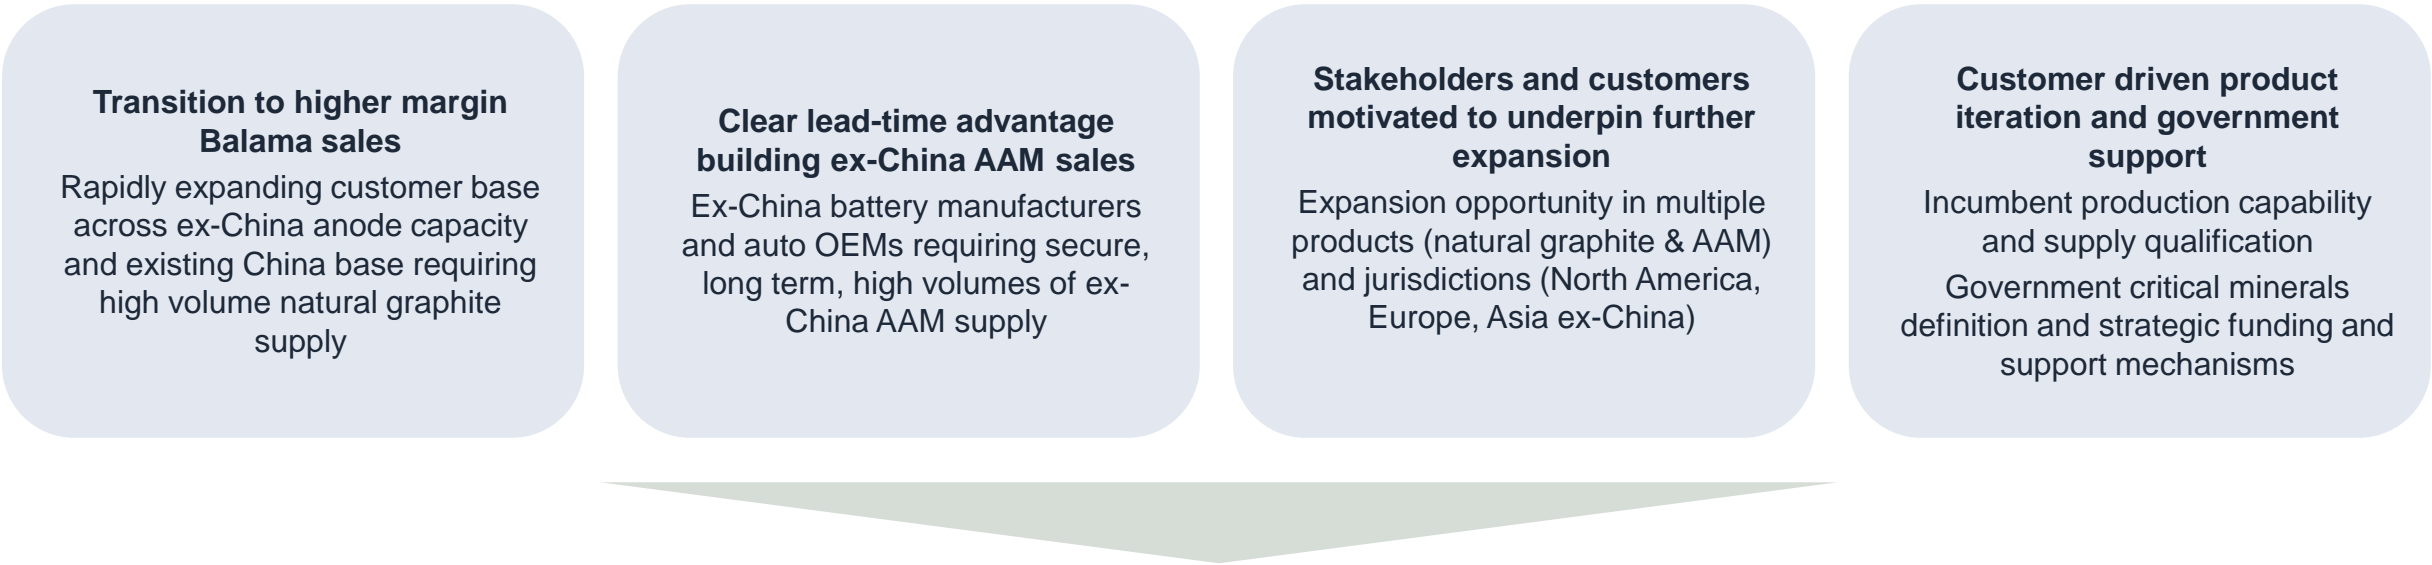 Transition to higher margin
Balama sales
Rapidly expanding customer base
across ex-China anode capacity
and existing China base requiring
high volume natural graphite
supply
Clear lead-time advantage
building ex-China AAM sales
Ex-China battery manufacturers
and auto OEMs requiring secure,
long term, high volumes of ex-
China AAM supply
Stakeholders and customers
motivated to underpin further
expansion
Expansion opportunity in multiple
products (natural graphite & AAM)
and jurisdictions (North America,
Europe, Asia ex-China)
Customer driven product
iteration and government
support
Incumbent production capability
and supply qualification
Government critical minerals
definition and strategic funding and
support mechanisms